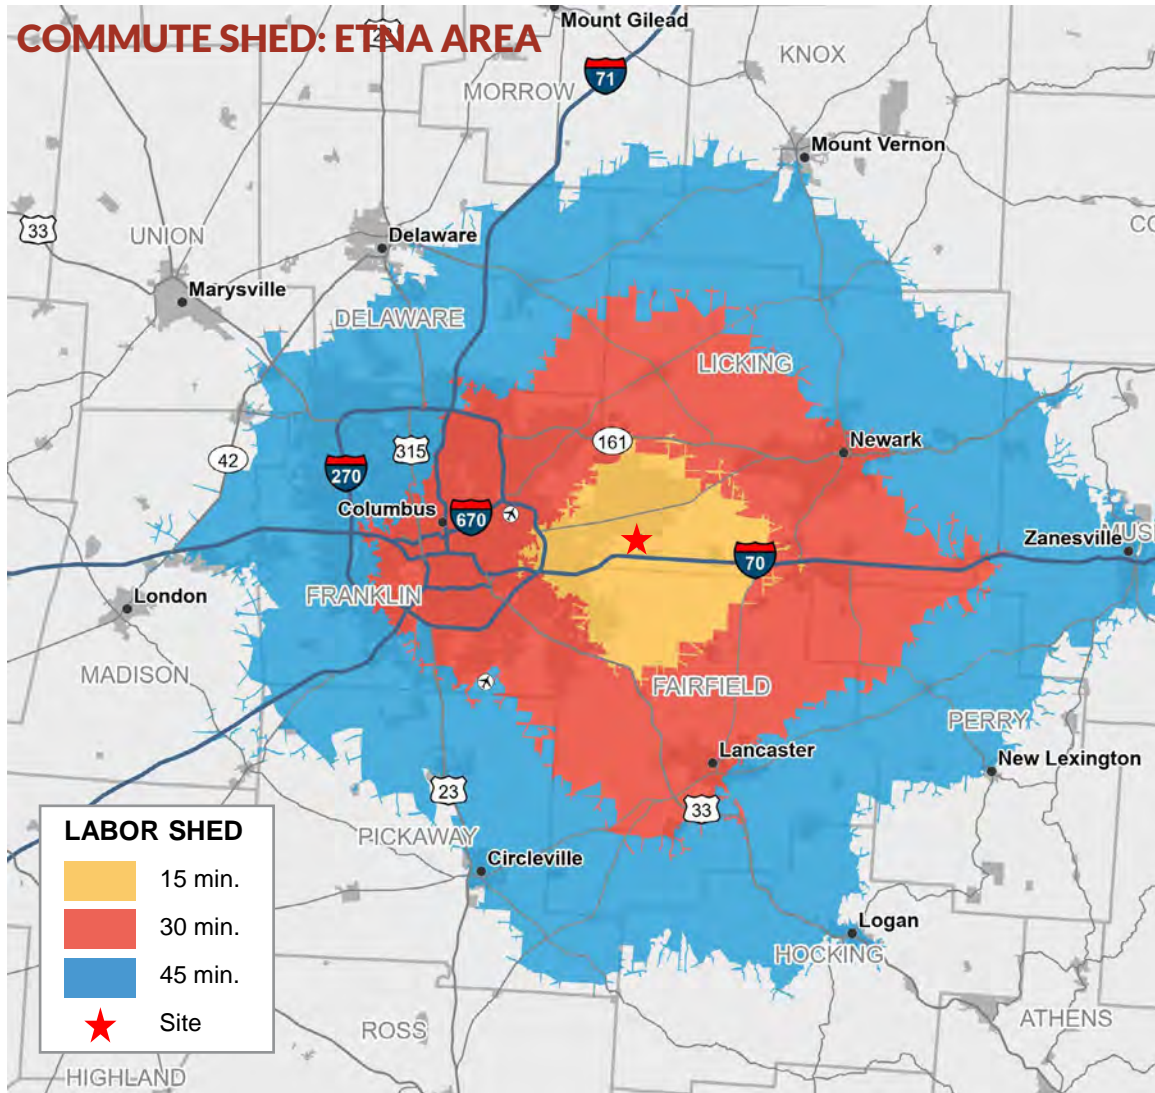 COMMUTE SHED: ETNA AREA
Mount Gilead
KNOX
71
MORROW
Mount Vernon
33
UNION
Delaware
CO
Marysville
DELAWARE
LICKING
161
Newark
42
315
270
Columbus
670
Zanesville
MUSK
70
London
FRANKLIN
MADISON
FAIRFIELD
PERRY
Lancaster
New Lexington
23
33
LABOR SHED
PICKAWAY
Circleville
15 min.
30 min.
Logan
HOCKING
45 min.
Site
ROSS
ATHENS
HIGHLAND